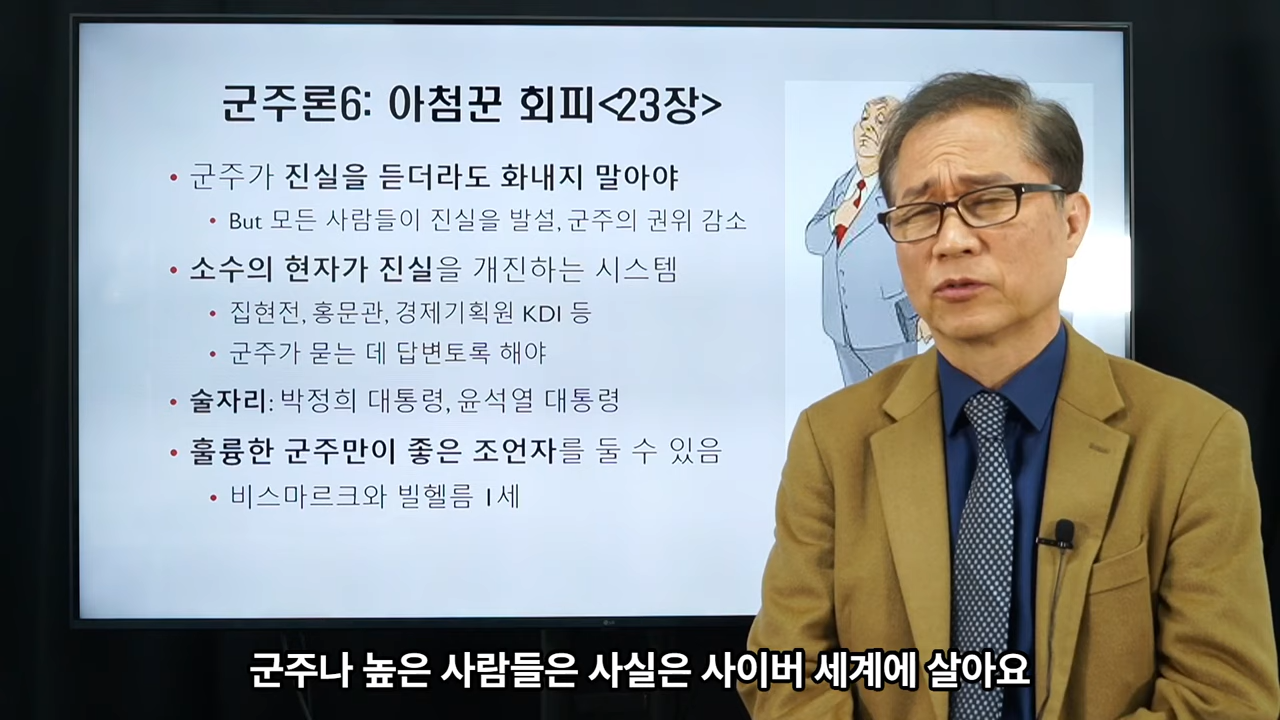 군주론6: 아첨꾼 회피<23장>
• 군주가 진실을 듣더라도 화내지 말아야
• But 모든 사람들이 진실을 발설, 군주의 권위 감소
• 소수의 현자가 진실을 개진하는 시스템
• 집현전, 홍문관, 경제기획원 KDI 등
• 군주가 묻는 데 답변토록 해야
• 술자리: 박정희 대통령, 윤석열 대통령
• 훌륭한 군주만이 좋은 조언자를 둘 수 있음
• 비스마르크와 빌헬름 1세
LG
군주나 높은 사람들은 사실은 사이버 세계에 살아요